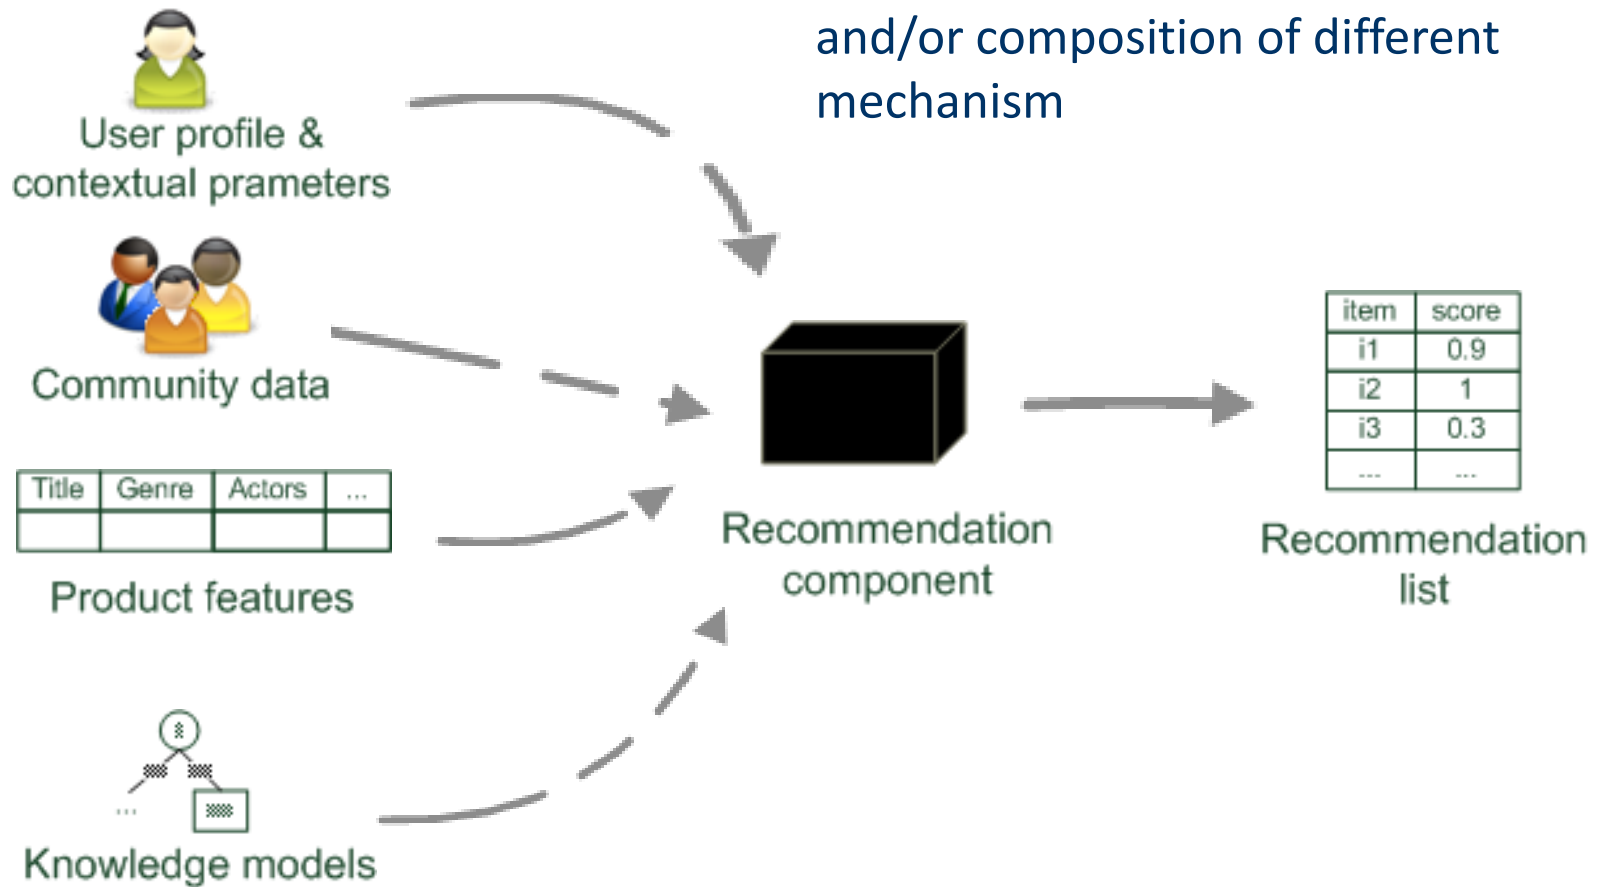 and/or composition of different
mechanism
User profile &
contextual prameters
Community data
Title Genre Actors ...
Product features
...
Knowledge models
Recommendation
component
item score
i1 0.9
i2 1
i3 0.3
... ...
Recommendation
list